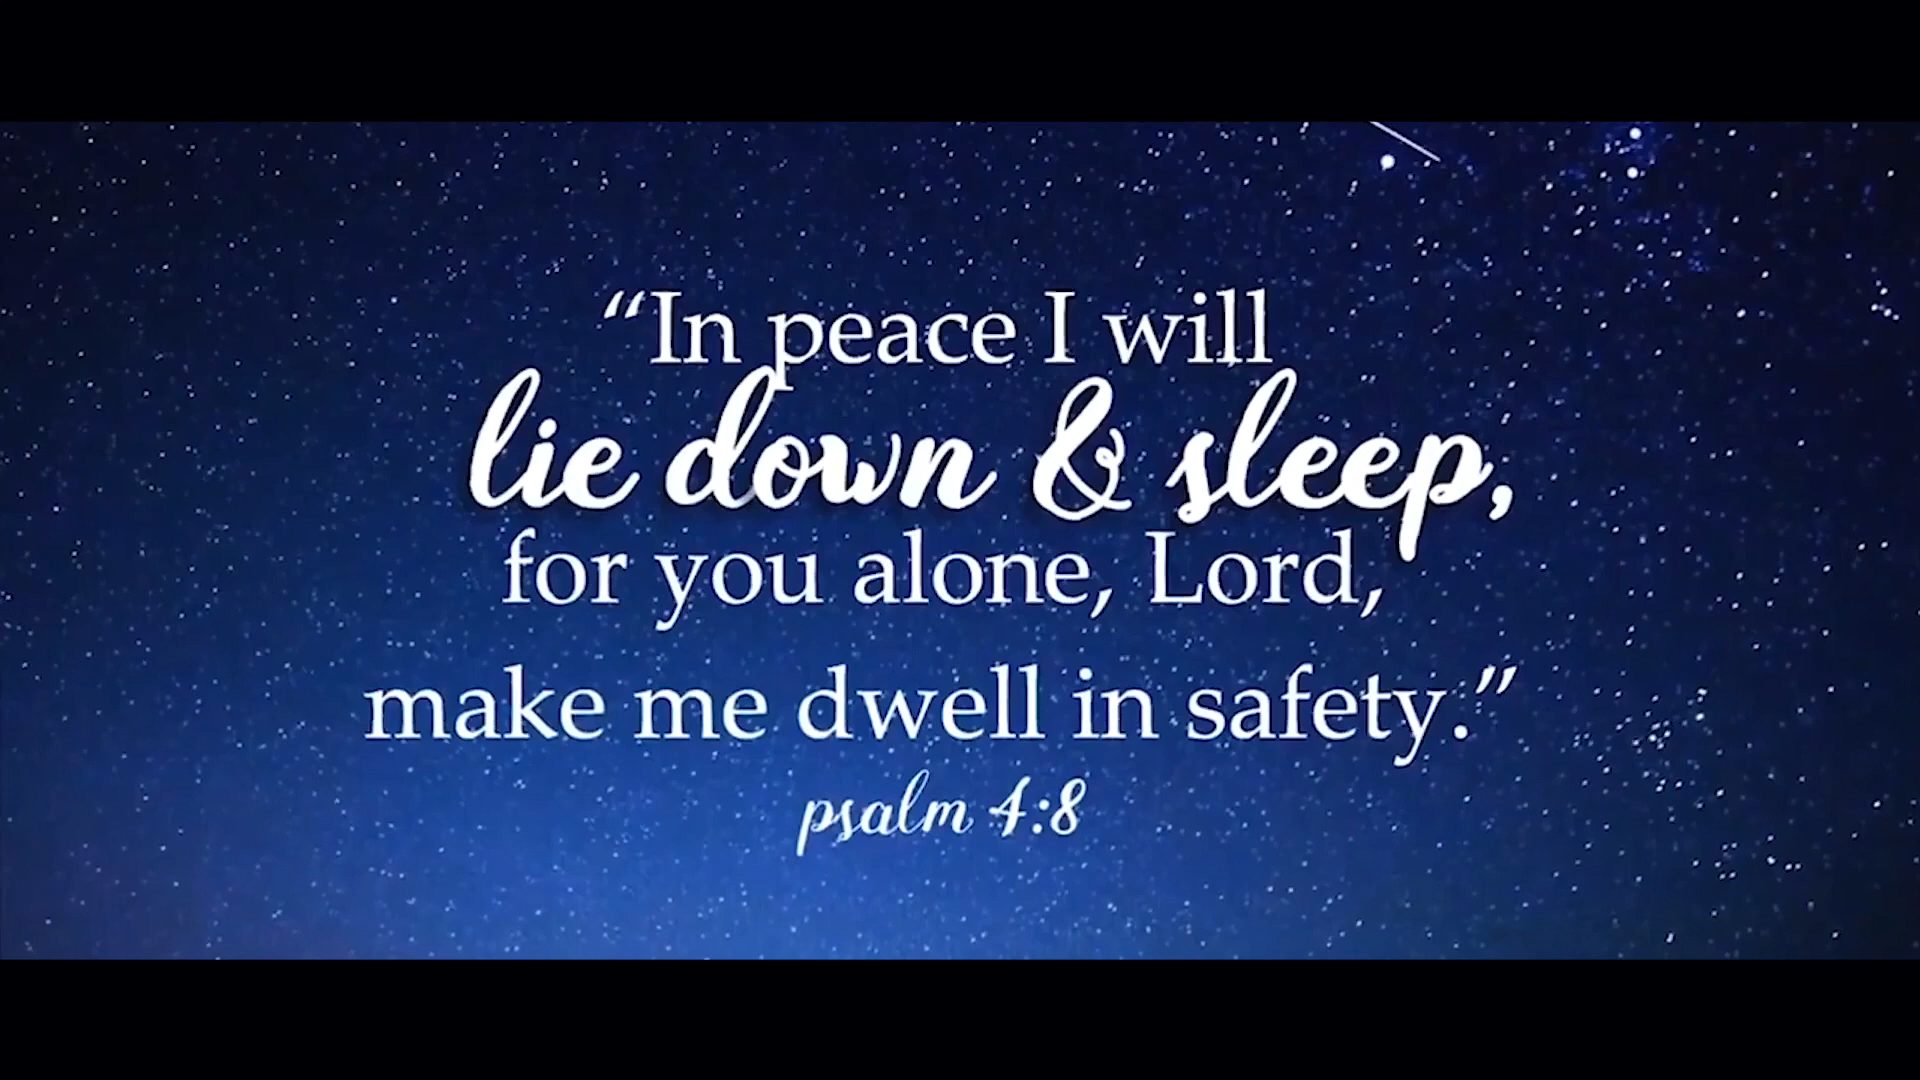 “In peace I will
lie down & sleep,
for you alone, Lord,
make me dwell in safety.”
psalm 4:8